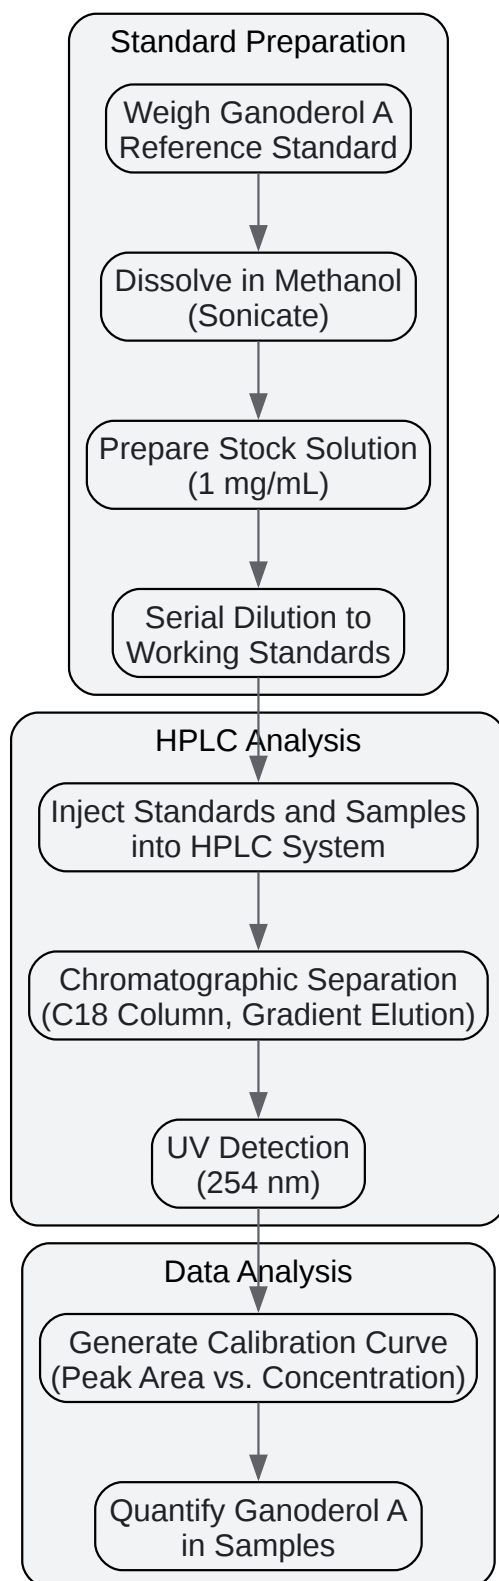 Standard Preparation
Weigh Ganoderol A
Reference Standard
Dissolve in Methanol
(Sonicate)
Prepare Stock Solution
(1 mg/mL)
Serial Dilution to
Working Standards
HPLC Analysis
Inject Standards and Samples
into HPLC System
Chromatographic Separation
(C18 Column, Gradient Elution)
UV Detection
(254 nm)
Data Analysis
Generate Calibration Curve
(Peak Area vs. Concentration)
Quantify Ganoderol A
in Samples